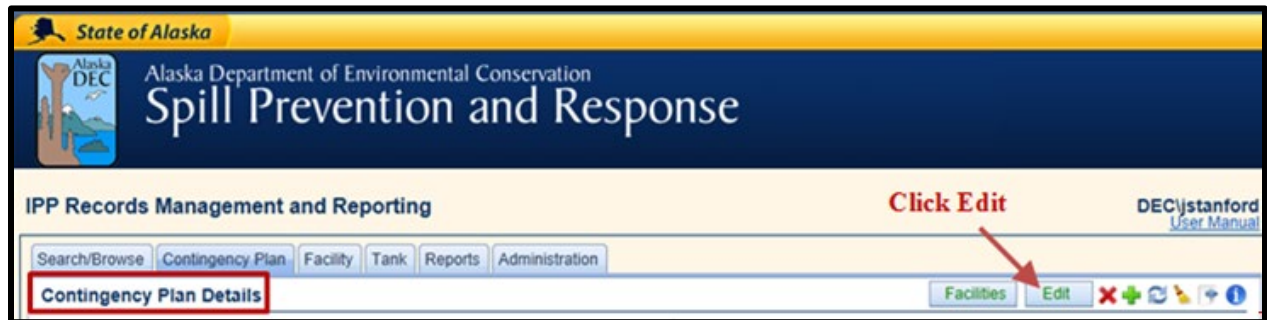 State of Alaska
Alaska
DEC
Alaska Department of Environmental Conservation
Spill Prevention and Response
IPP Records Management and Reporting
Click Edit
DEC\jstanford
User Manual
Search/Browse Contingency Plan Facility Tank Reports Administration
Contingency Plan Details
Facilities Edit